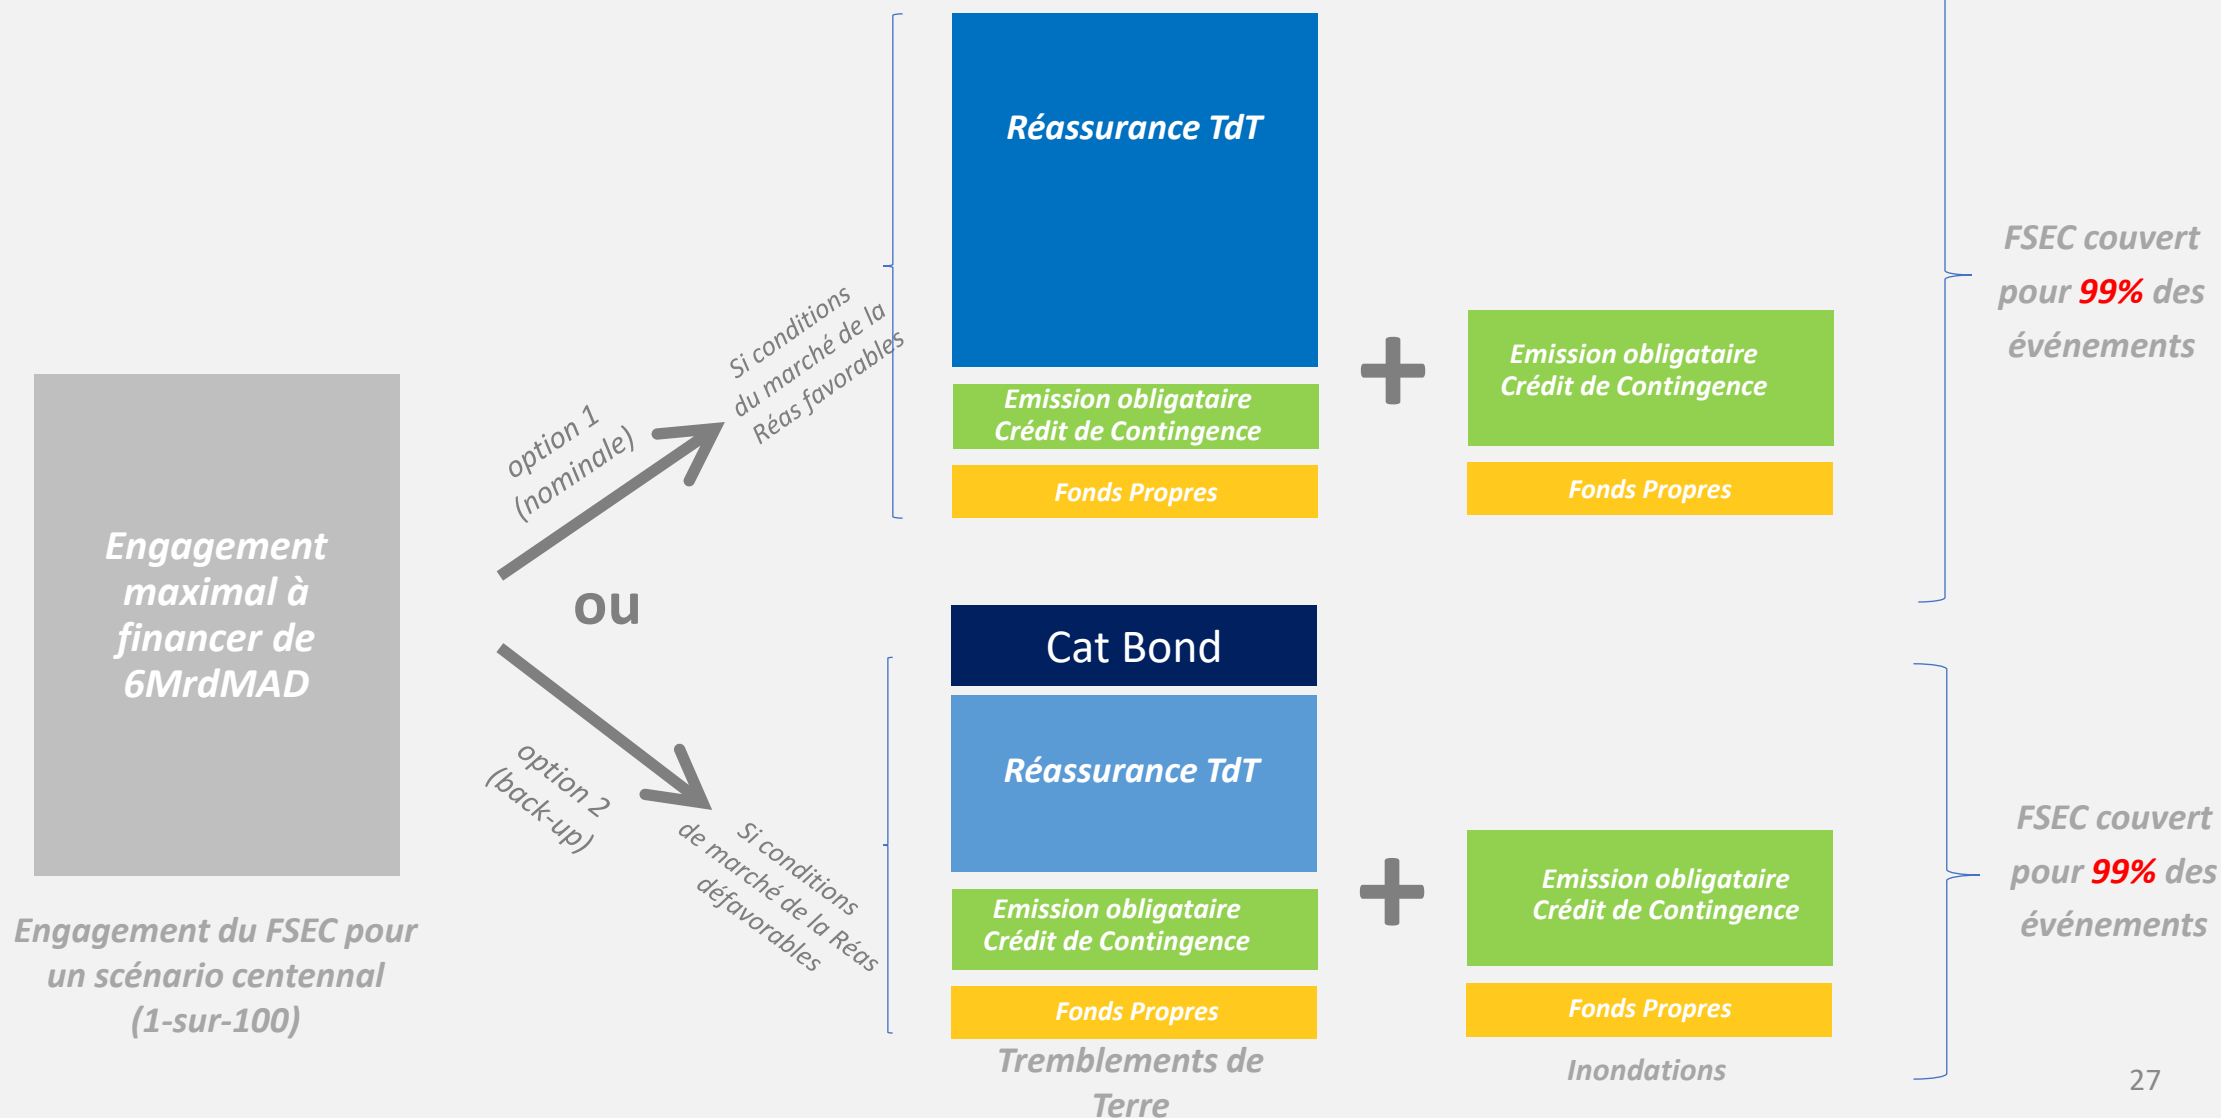 Engagement
maximal à
financer de
6MrdMAD
Engagement du FSEC pour
un scénario centennal
(1-sur-100)
option 1
(nominale)
Si conditions
du marché de la
Réas favorables
ou
option 2
(back-up)
Si conditions
de marché de la Réas
défavorables
Réassurance TdT
Emission obligataire
Crédit de Contingence
Fonds Propres
+
Emission obligataire
Crédit de Contingence
Fonds Propres
FSEC couvert
pour 99% des
événements
Cat Bond
Réassurance TdT
Emission obligataire
Crédit de Contingence
Fonds Propres
Tremblements de
Terre
+
Emission obligataire
Crédit de Contingence
Fonds Propres
Inondations
FSEC couvert
pour 99% des
événements
27